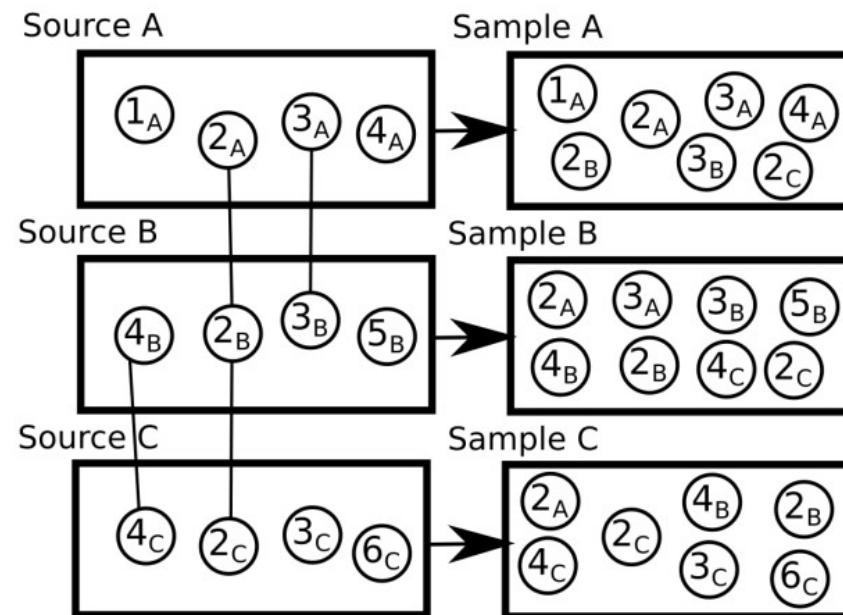 Source A Sample A
1A 2A 3A 4A
1A 2A 3A 4A
2B 3B 2C
Source B Sample B
4B 2B 3B 5B
2A 3A 3B 5B
4B 2B 4C 2C
Source C Sample C
4C 2C 3C 6C
2A 2C 4B 2B
4C 3C 6C